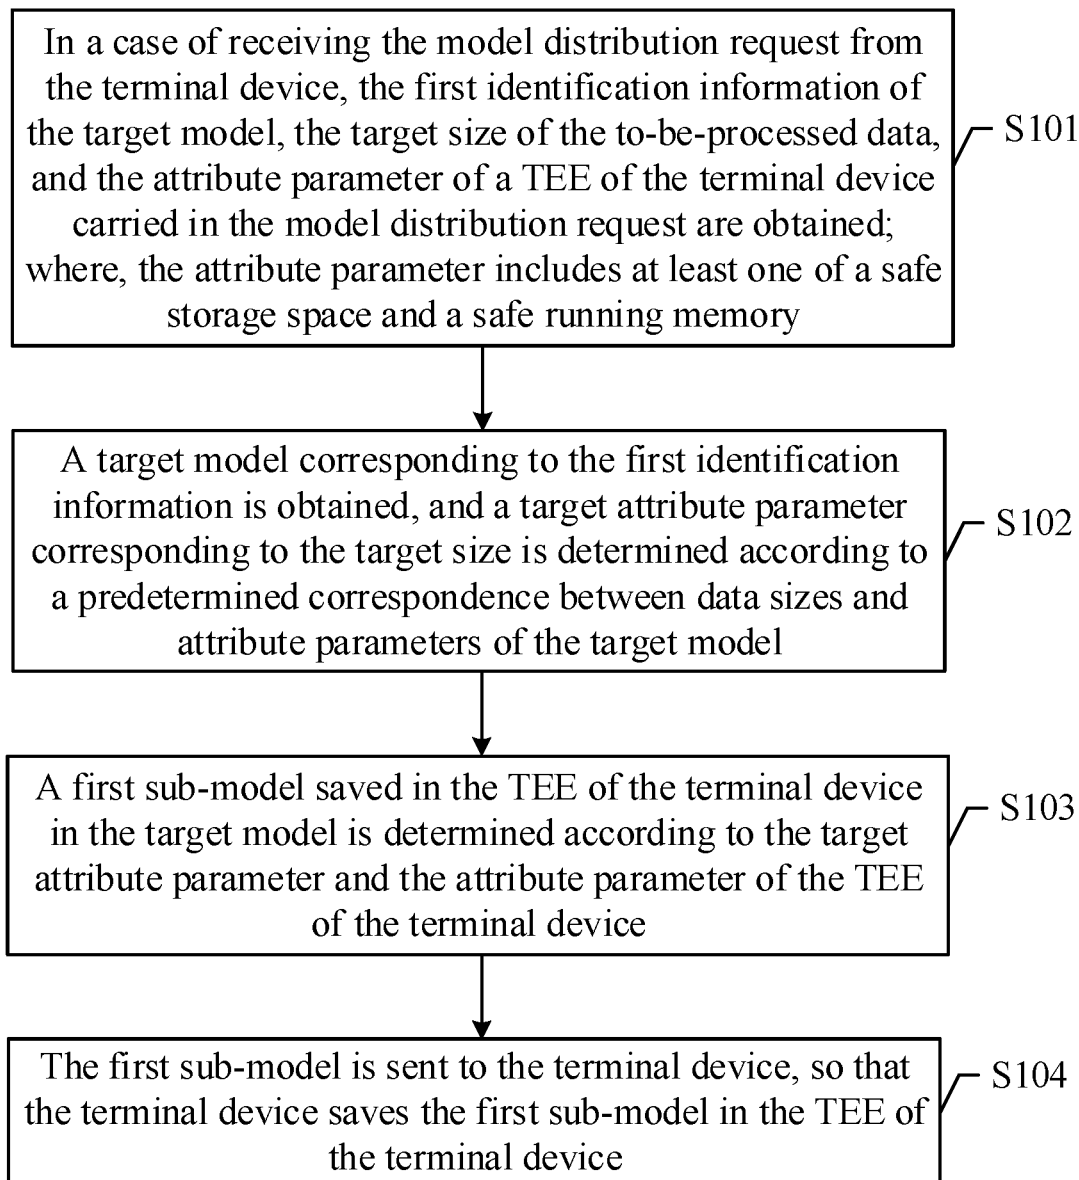 In a case of receiving the model distribution request from
the terminal device, the first identification information of
the target model, the target size of the to-be-processed data,
and the attribute parameter of a TEE of the terminal device
carried in the model distribution request are obtained;
where, the attribute parameter includes at least one of a safe
storage space and a safe running memory
S101
A target model corresponding to the first identification
information is obtained, and a target attribute parameter
corresponding to the target size is determined according to
a predetermined correspondence between data sizes and
attribute parameters of the target model
S102
A first sub-model saved in the TEE of the terminal device
in the target model is determined according to the target
attribute parameter and the attribute parameter of the TEE
of the terminal device
S103
The first sub-model is sent to the terminal device, so that
the terminal device saves the first sub-model in the TEE of
the terminal device
S104